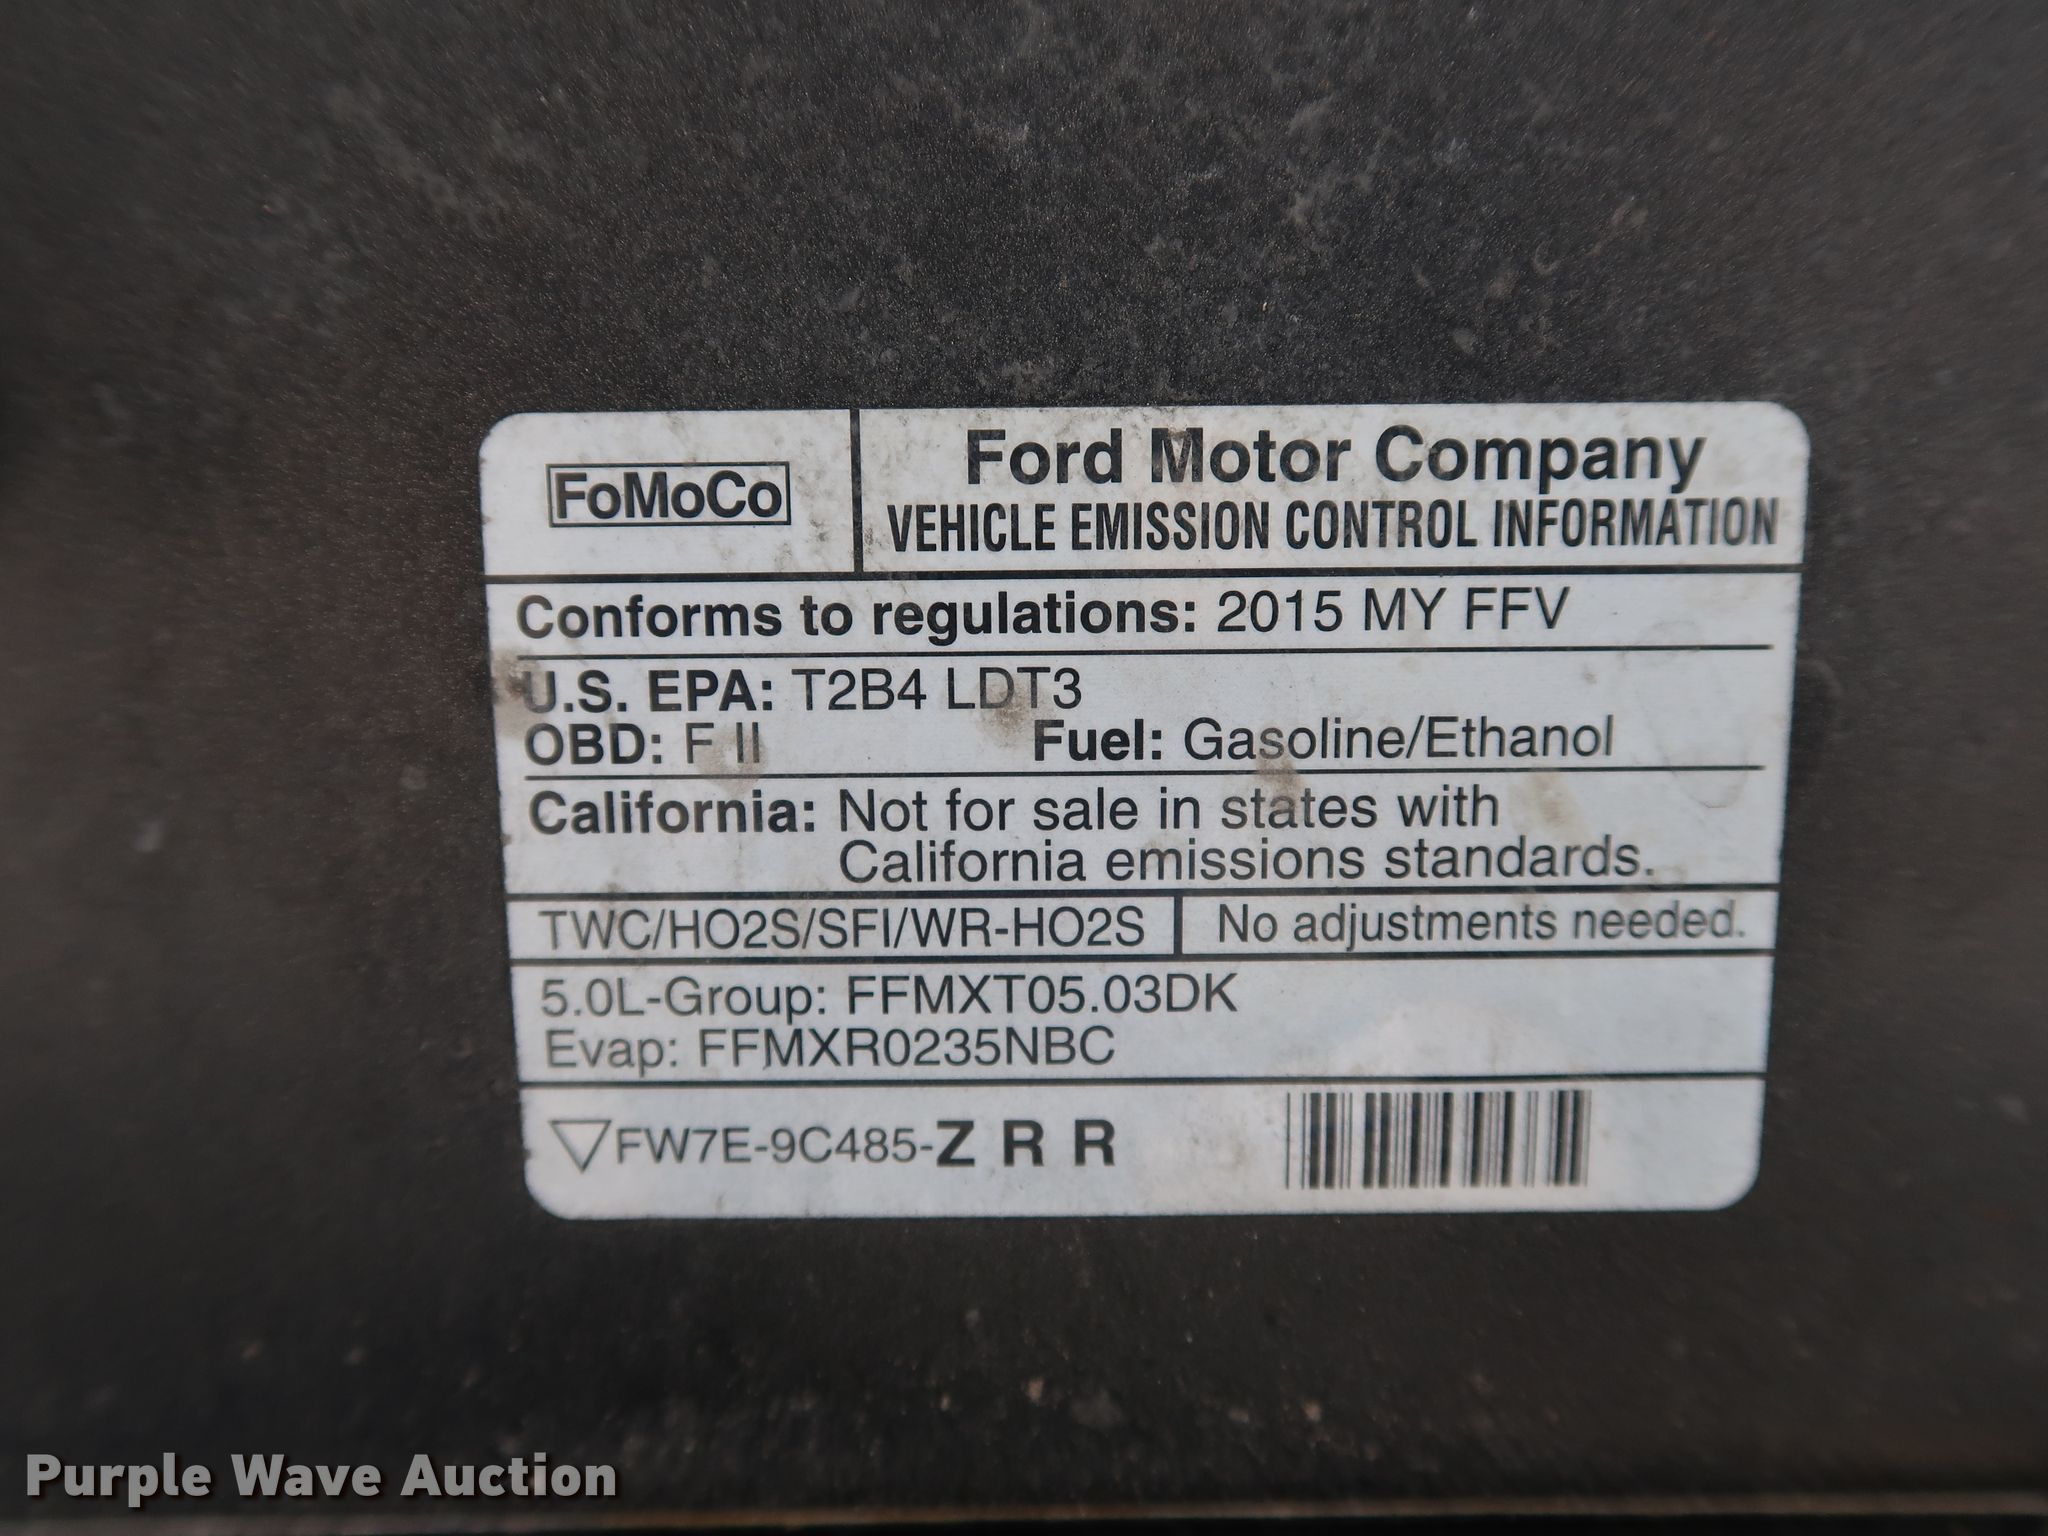 FoMoCo
Ford Motor Company
VEHICLE EMISSION CONTROL INFORMATION
Conforms to regulations: 2015 MY FFV
U.S. EPA: T2B4 LDT3
OBD: F II Fuel: Gasoline/Ethanol
California: Not for sale in states with
California emissions standards.
TWC/HO2S/SFI/WR-HO2S No adjustments needed.
5.0L-Group: FFMXT05.03DK
Evap: FFMXR0235NBC
FW7E-9C485-Z R R
Purple Wave Auction